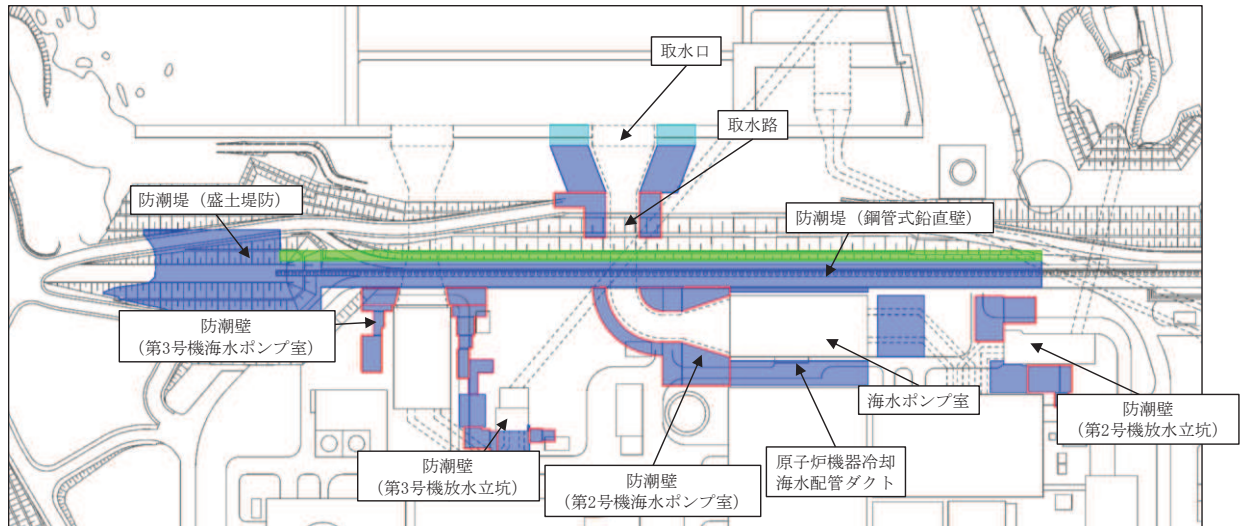 取水口
取水路
防潮堤（盛土堤防）
防潮堤（鋼管式鉛直壁）
防潮壁
（第3号機海水ポンプ室）
海水ポンプ室
防潮壁
（第2号機放水立坑）
防潮壁
（第3号機放水立坑）
防潮壁
（第2号機海水ポンプ室）
原子炉機器冷却
海水配管ダクト